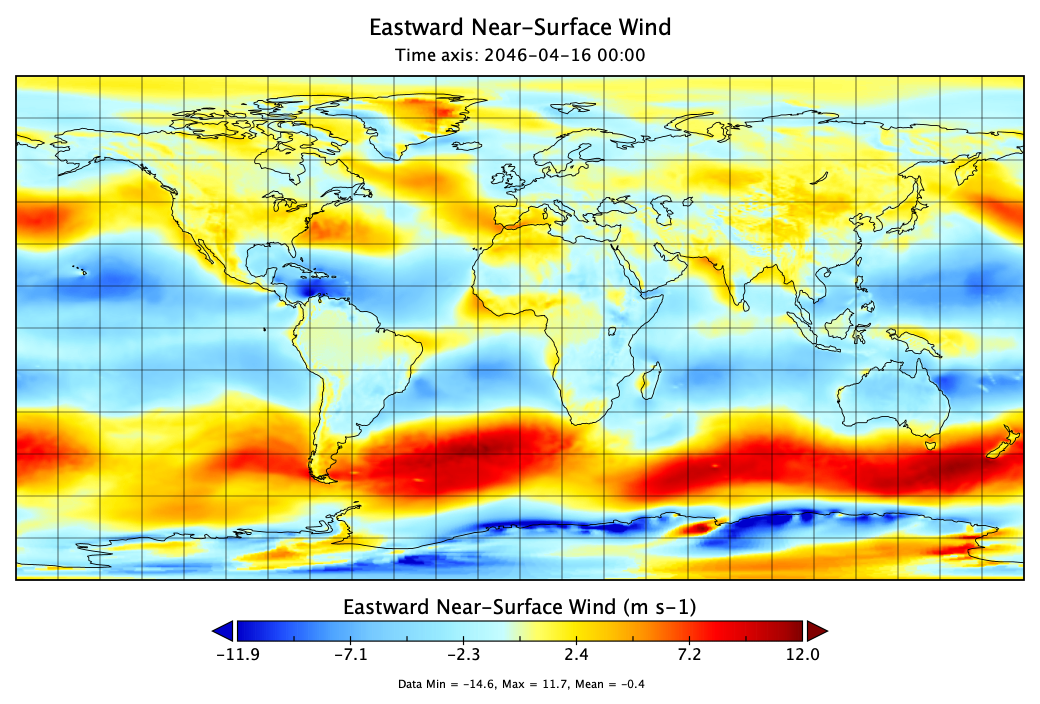 Eastward Near-Surface Wind
Time axis: 2046-04-16 00:00
Eastward Near-Surface Wind (m s-1)
-11.9 -7.1 -2.3 2.4 7.2 12.0
Data Min = -14.6, Max = 11.7, Mean = -0.4